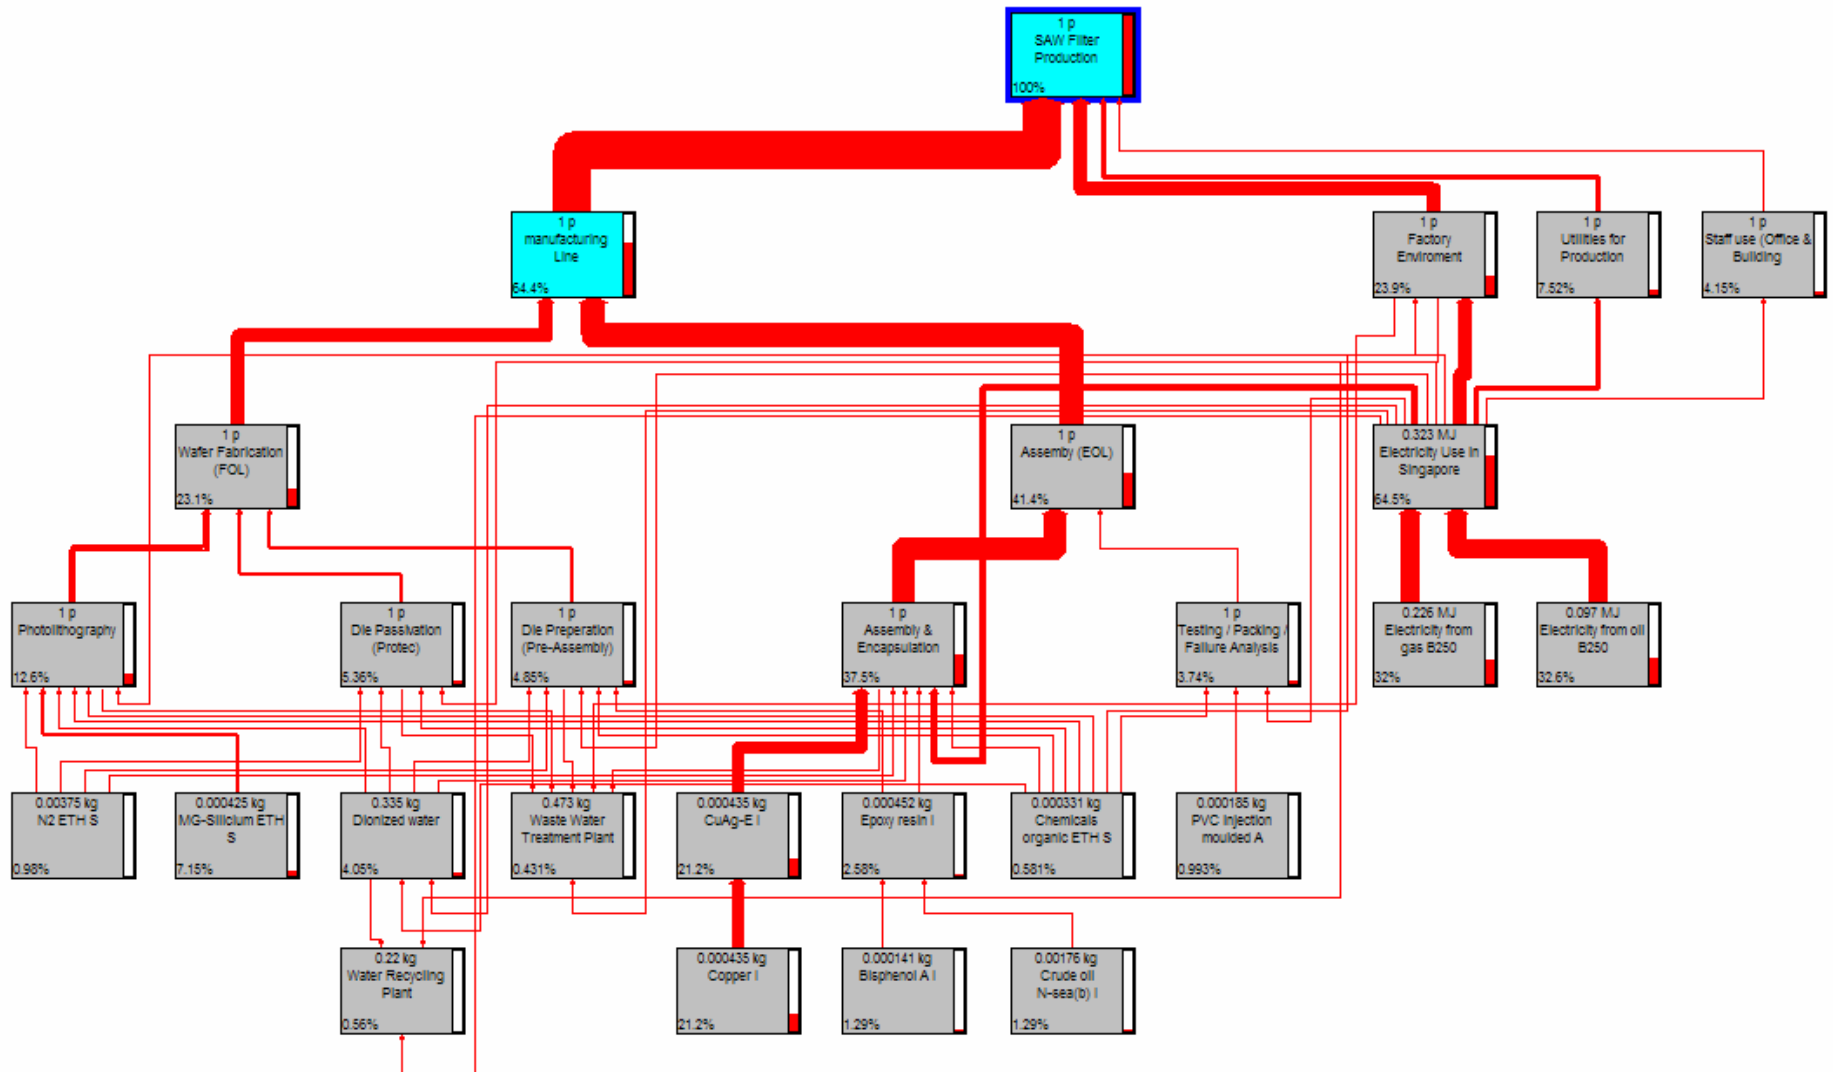 1 p
SAW Filter
Production
100%
1 p
manufacturing
Line
64.4%
1 p
Factory
Enviroment
23.9%
1 p
Utilities for
Production
7.52%
1 p
Staff use (Office &
Building
4.15%
1 p
Wafer Fabrication
(FOL)
23.1%
1 p
Assemby (EOL)
41.4%
0.323 MJ
Electricity Use in
Singapore
64.5%
1 p
Photolithography
12.6%
1 p
Die Passivation
(Protec)
5.36%
1 p
Die Preperation
(Pre-Assembly)
4.85%
1 p
Assembly &
Encapsulation
37.5%
1 p
Testing / Packing /
Failure Analysis
3.74%
0.226 MJ
Electricity from
gas B250
32%
0.097 MJ
Electricity from oil
B250
32.6%
0.00375 kg
N2 ETH S
0.98%
0.000425 kg
MG-Silicium ETH
S
7.15%
0.335 kg
Dionized water
4.05%
0.473 kg
Waste Water
Treatment Plant
0.431%
0.000435 kg
CuAg-E I
21.2%
0.000452 kg
Epoxy resin I
2.58%
0.000331 kg
Chemicals
organic ETH S
0.581%
0.000185 kg
PVC Injection
moulded A
0.993%
0.22 kg
Water Recycling
Plant
0.56%
0.000435 kg
Copper I
21.2%
0.000141 kg
Bisphenol A I
1.29%
0.00176 kg
Crude oil
N-sea(b) I
1.29%